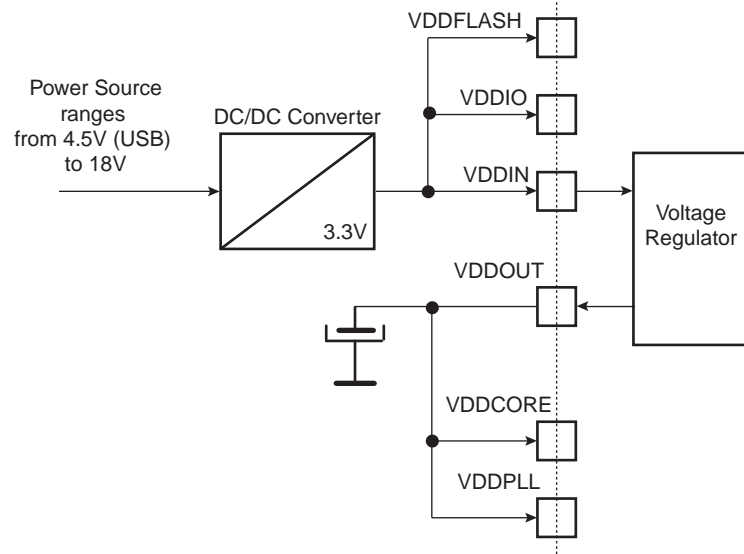 VDDFLASH
Power Source
ranges
from 4.5V (USB)
to 18V
DC/DC Converter
3.3V
VDDIO
VDDIN
Voltage
Regulator
VDDOUT
VDDCORE
VDDPLL